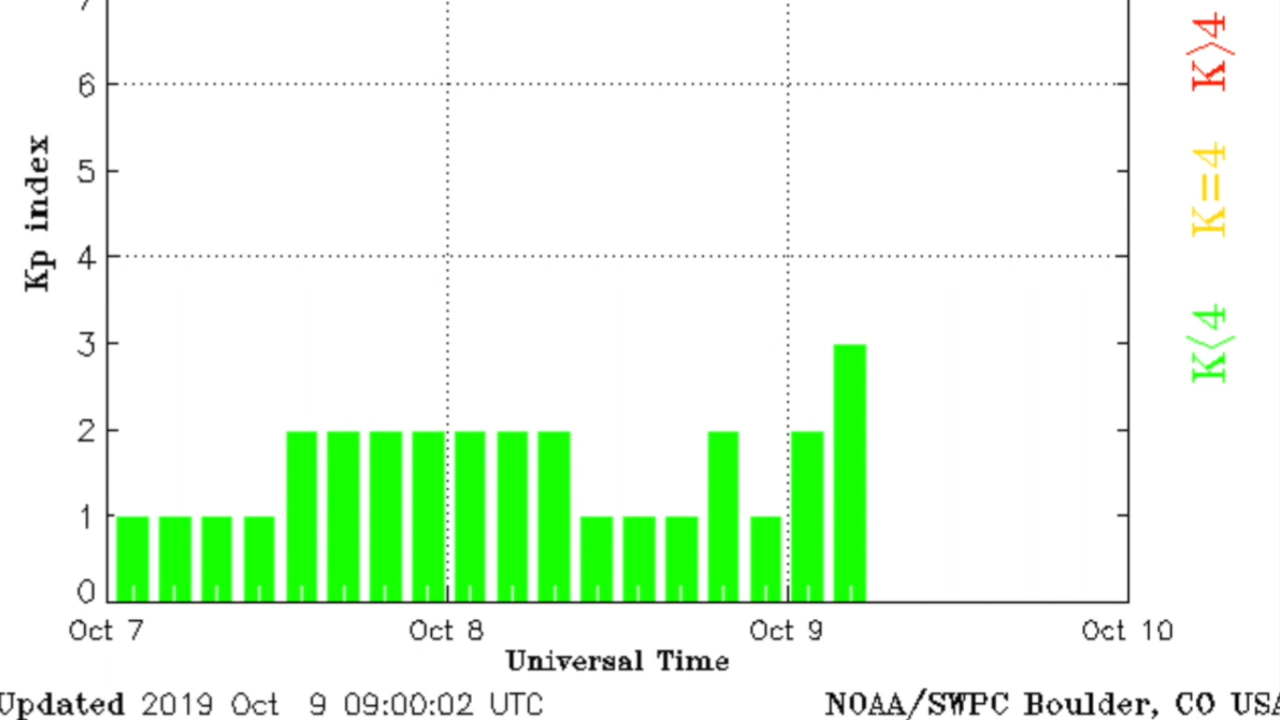 7
K>4
6
Kp index
5
K=4
4
3
K<4
2
1
0
Oct 7 Oct 8 Oct 9 Oct 10
Universal Time
Updated 2019 Oct 9 09:00:02 UTC
NOAA/SWPC Boulder, CO USA